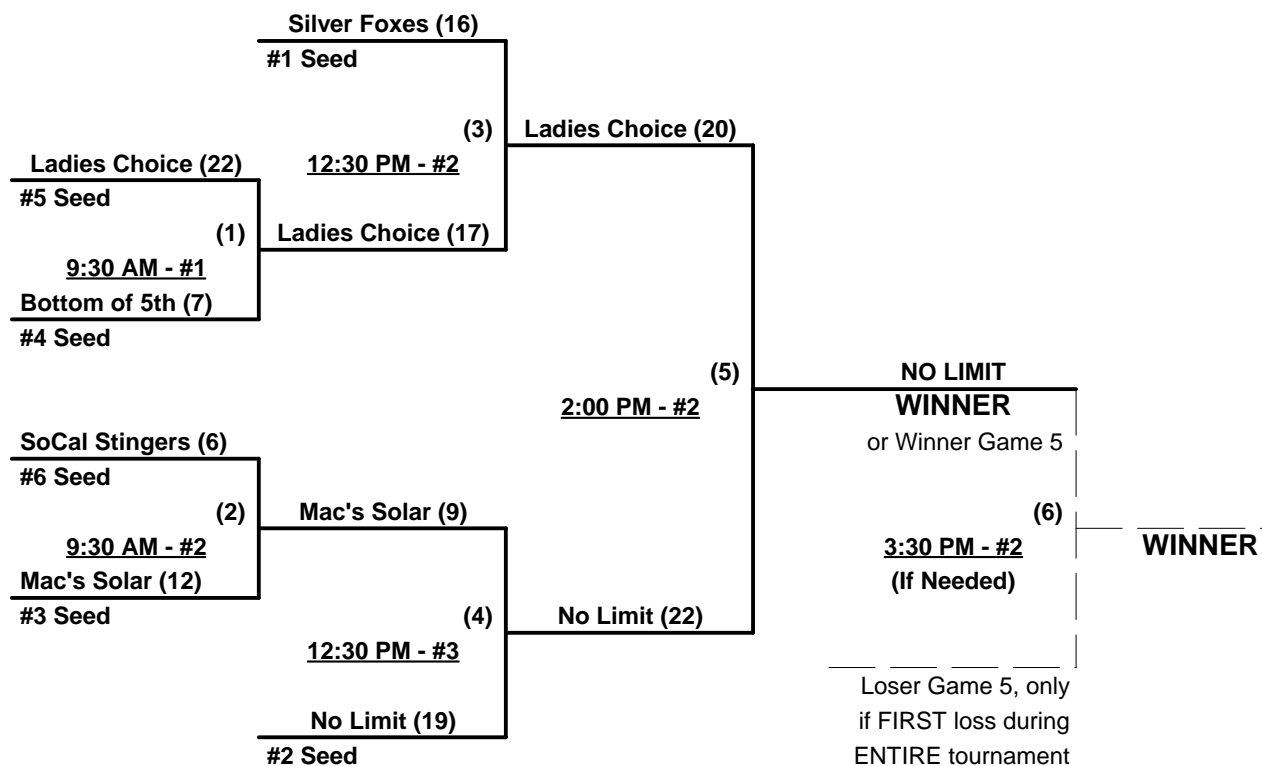 Silver Foxes (16)
#1 Seed
(3)
Ladies Choice (20)
Ladies Choice (22)
12:30 PM - #2
#5 Seed
(1)
Ladies Choice (17)
9:30 AM - #1
Bottom of 5th (7)
#4 Seed
(5)
NO LIMIT
2:00 PM - #2
WINNER
or Winner Game 5
SoCal Stingers (6)
#6 Seed
(2)
Mac's Solar (9)
(6)
9:30 AM - #2
3:30 PM - #2
WINNER
Mac's Solar (12)
(If Needed)
#3 Seed
(4)
No Limit (22)
12:30 PM - #3
Loser Game 5, only
No Limit (19)
if FIRST loss during
#2 Seed
ENTIRE tournament